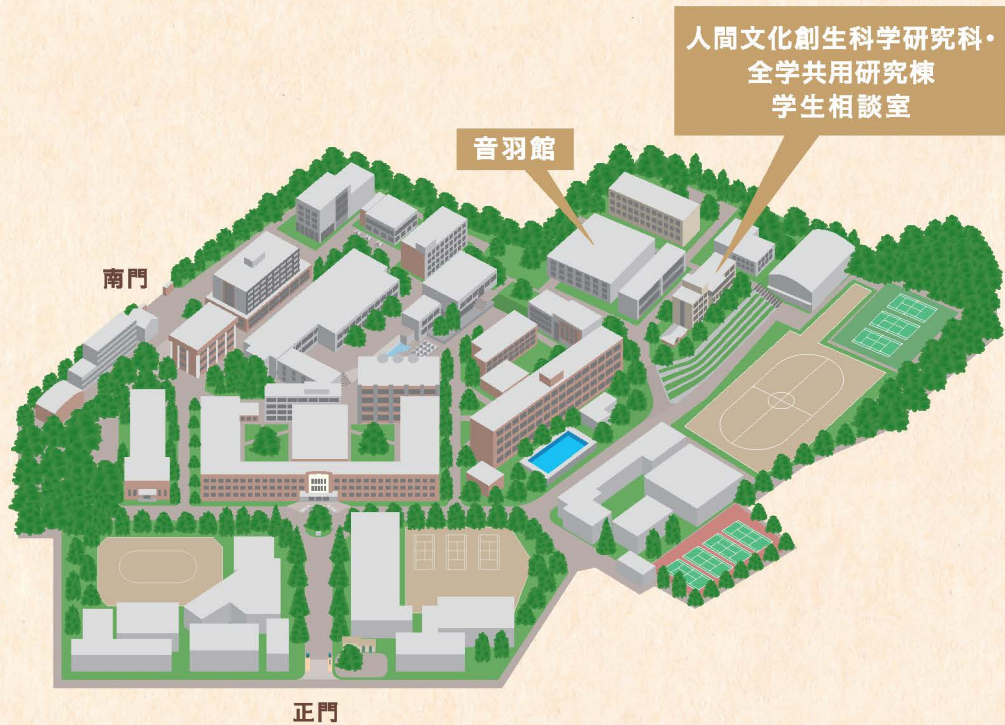 人間文化創生科学研究科・
全学共用研究棟
学生相談室
音羽館
南門
正門